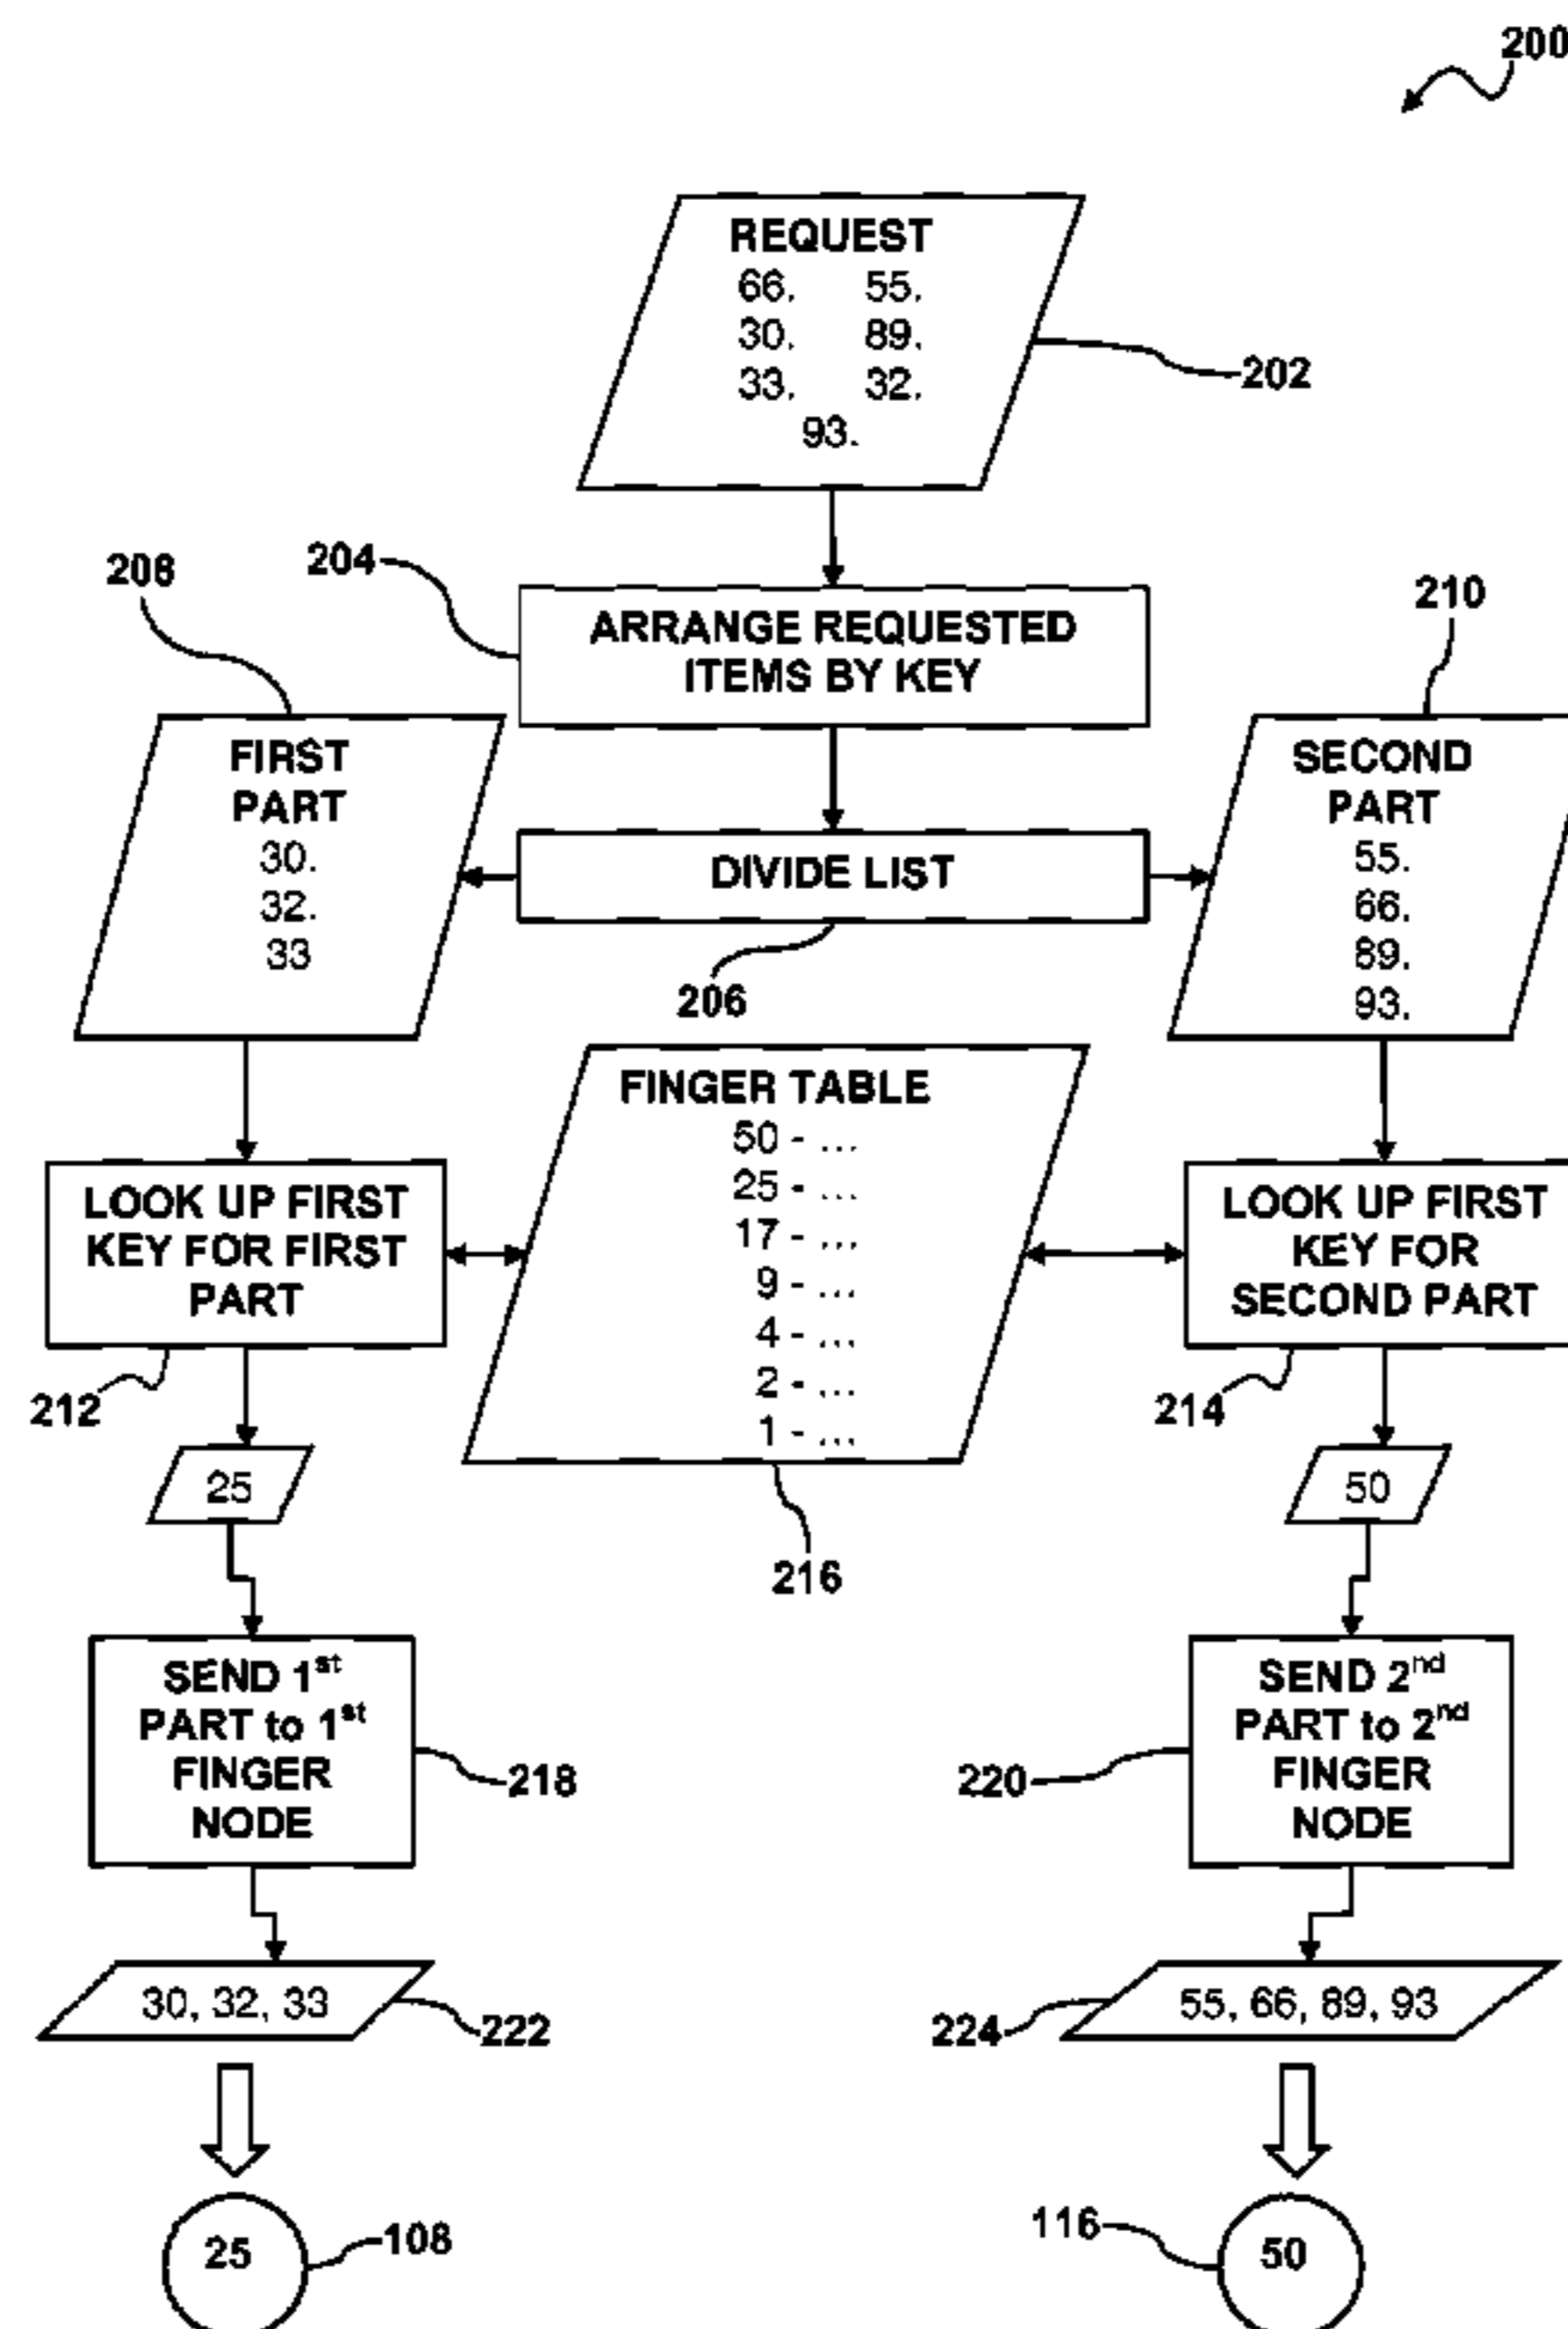 200
REQUEST
66. 55.
30. 89.
33. 32.
93.
202
204
ARRANGE REQUESTED
ITEMS BY KEY
208
FIRST
PART
30.
32.
33
210
SECOND
PART
55.
66.
89.
93.
DIVIDE LIST
206
FINGER TABLE
50 - ...
25 - ...
17 - ...
9 - ...
4 - ...
2 - ...
1 - ...
216
LOOK UP FIRST
KEY FOR FIRST
PART
212
LOOK UP FIRST
KEY FOR
SECOND PART
214
25
50
SEND 1st
PART to 1st
FINGER
NODE
218
SEND 2nd
PART to 2nd
FINGER
NODE
220
30, 32, 33
222
55, 66, 89, 93
224
25
108
50
116